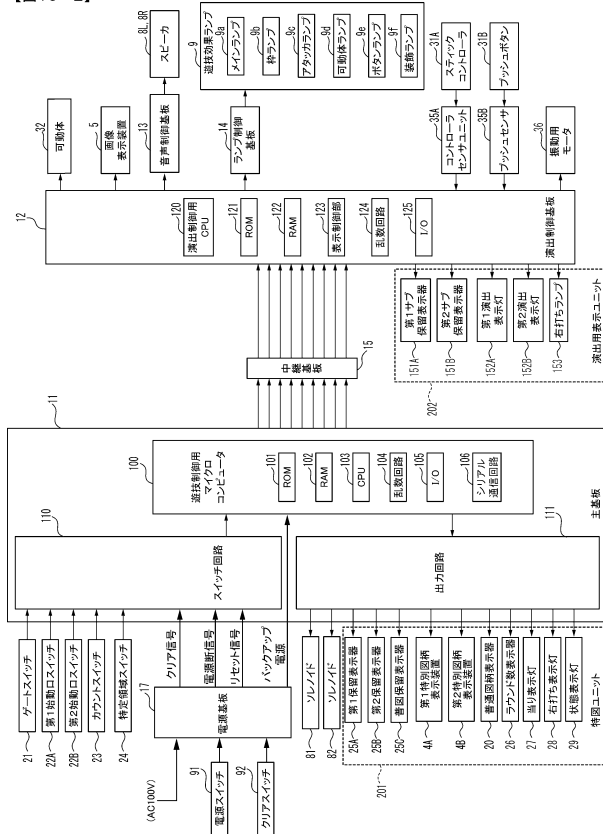 21
ゲートスイッチ
22A
第1始動口スイッチ
22B
第2始動口スイッチ
23
カウントスイッチ
24
特定領域スイッチ
クリア信号
電源断信号
リセット信号
バックアップ
電源
(AC100V)
17
電源基板
91
電源スイッチ
92
クリアスイッチ
81
ソレノイド
82
ソレノイド
25A
第1保留表示器
25B
第2保留表示器
25C
普図保留表示器
4A
第1特別図柄
表示装置
4B
第2特別図柄
表示装置
20
普通図柄表示器
26
ラウンド数表示器
27
当り表示灯
28
右打ち表示灯
29
状態表示灯
201
特図ユニット
11
主基板
110
スイッチ回路
100
遊技制御用
マイクロ
コンピュータ
101
ROM
102
RAM
103
CPU
104
乱数回路
105
I/O
106
シリアル
通信回路
111
出力回路
15
中継基板
12
演出制御基板
120
演出制御用
CPU
121
ROM
122
RAM
123
表示制御部
124
乱数回路
125
I/O
151A
第1サブ
保留表示器
151B
第2サブ
保留表示器
152A
第1演出
表示灯
152B
第2演出
表示灯
153
右打ちランプ
202
演出用表示ユニット
32
可動体
5
画像
表示装置
13
音声制御基板
8L、8R
スピーカ
14
ランプ制御
基板
9
遊技効果ランプ
9a
メインランプ
9b
枠ランプ
9c
アタッカランプ
9d
可動体ランプ
9e
ボタンランプ
9f
装飾ランプ
35A
コントローラ
センサユニット
31A
スティック
コントローラ
35B
プッシュセンサ
31B
プッシュボタン
36
振動用
モータ